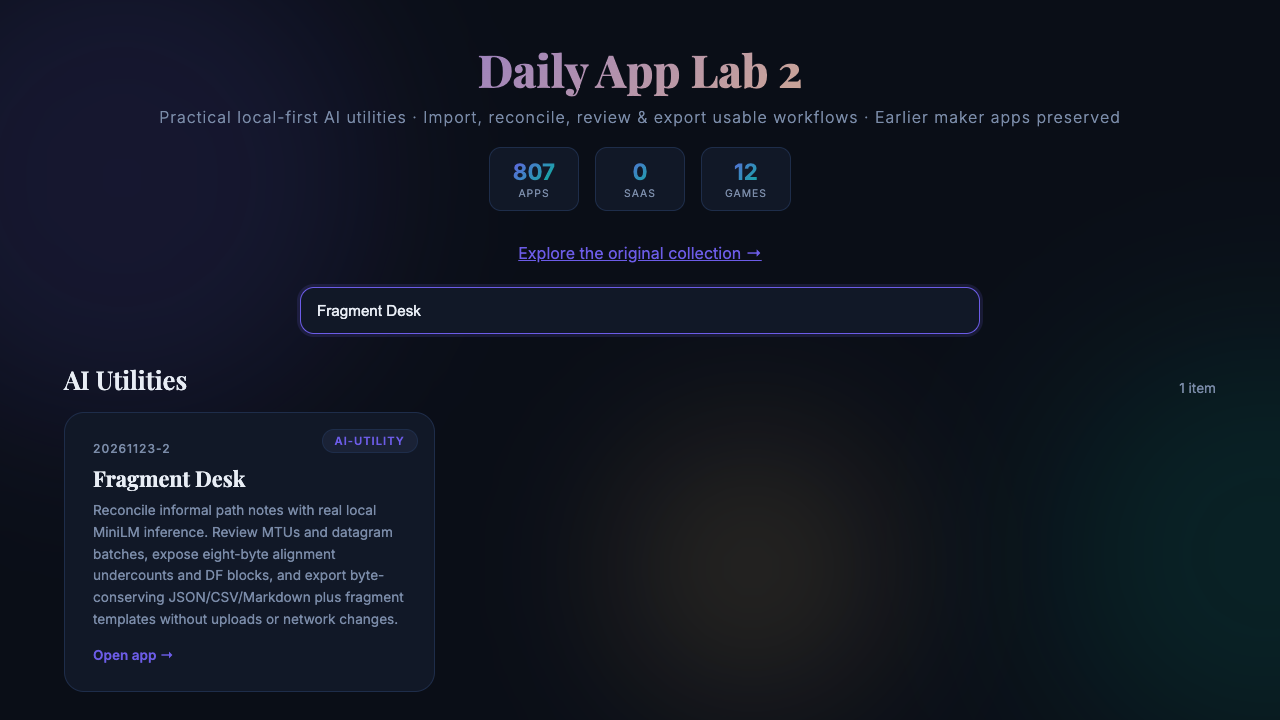 Daily App Lab 2
Practical local-first AI utilities · Import, reconcile, review & export usable workflows · Earlier maker apps preserved
807
APPS
0
SAAS
12
GAMES
Explore the original collection →
Fragment Desk
AI Utilities
1 item
20261123-2
AI-UTILITY
Fragment Desk
Reconcile informal path notes with real local
MiniLM inference. Review MTUs and datagram
batches, expose eight-byte alignment
undercounts and DF blocks, and export byte-
conserving JSON/CSV/Markdown plus fragment
templates without uploads or network changes.
Open app →